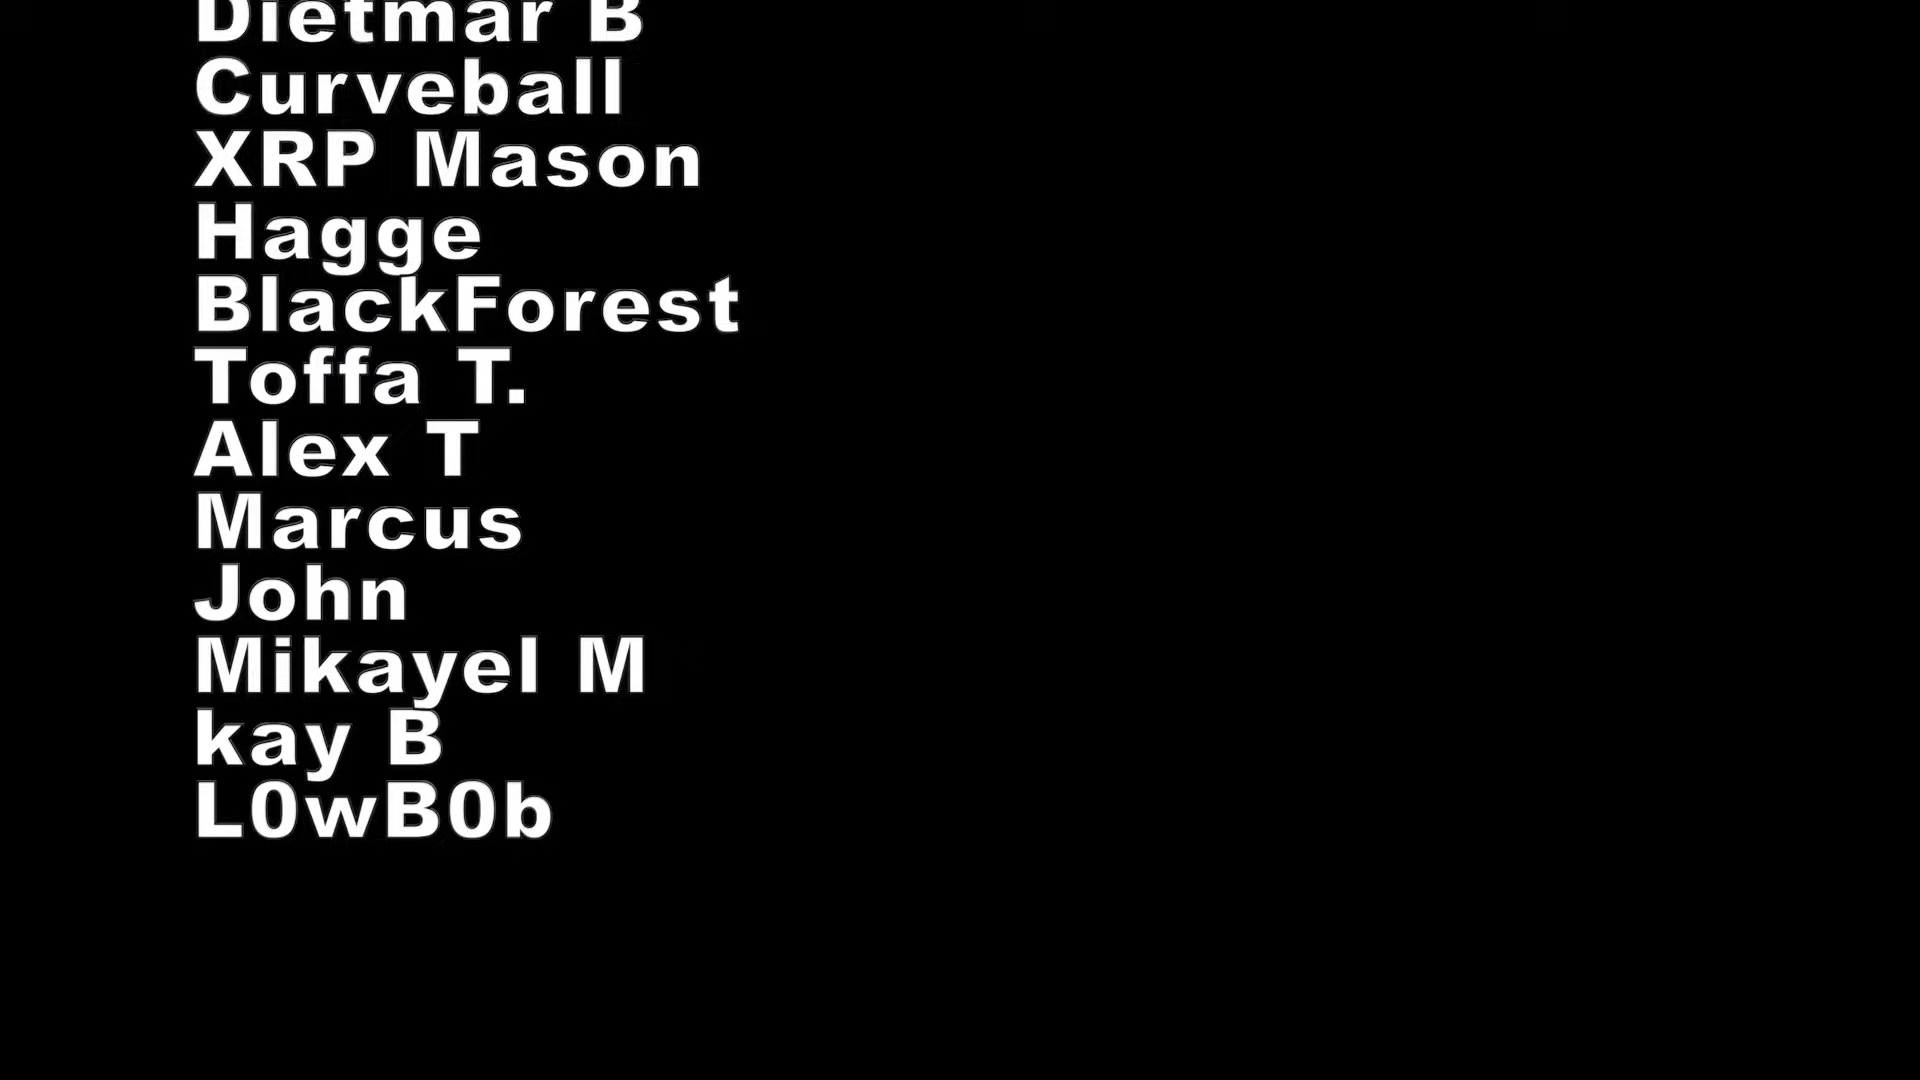 Dietmar B
Curveball
XRP Mason
Hagge
BlackForest
Toffa T.
Alex T
Marcus
John
Mikayel M
kay B
L0wB0b